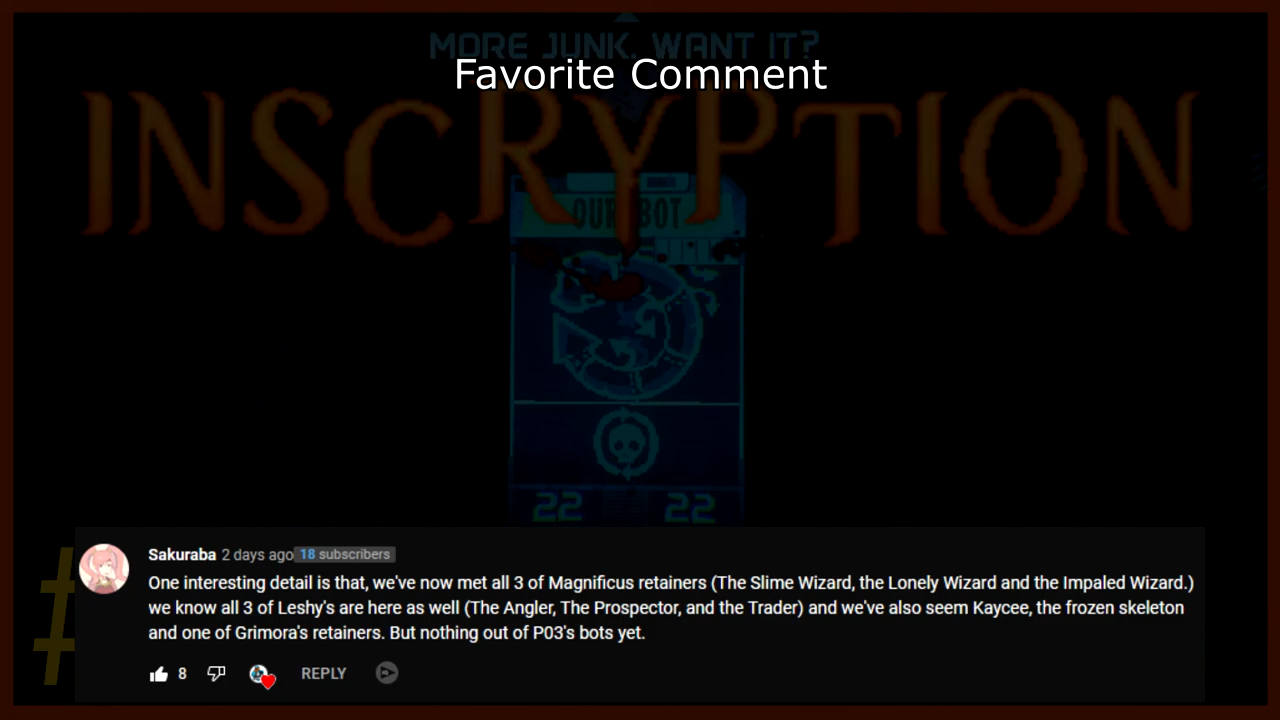 MORE JUNK. WANT IT?
Favorite Comment
INSCRYPTION
22 22
#
Sakuraba 2 days ago 18 subscribers
One interesting detail is that, we've now met all 3 of Magnificus retainers (The Slime Wizard, the Lonely Wizard and the Impaled Wizard.)
we know all 3 of Leshy's are here as well (The Angler, The Prospector, and the Trader) and we've also seem Kaycee, the frozen skeleton
and one of Grimora's retainers. But nothing out of P03's bots yet.
8 REPLY